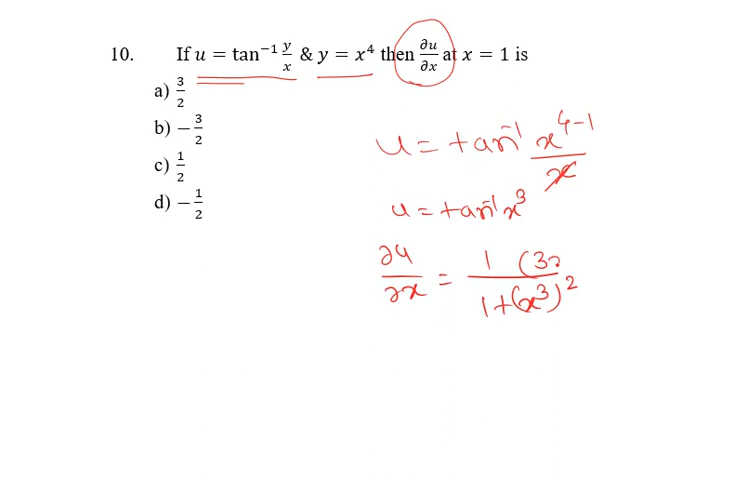 10. If u = tan⁻¹ y/x & y = x⁴ then ∂u/∂x at x = 1 is
a) 3/2
b) −3/2
c) 1/2
d) −1/2
u = tan⁻¹ x⁴⁻¹/x
u = tan⁻¹ x³
∂u/∂x = 1 (3/1+(x³)²